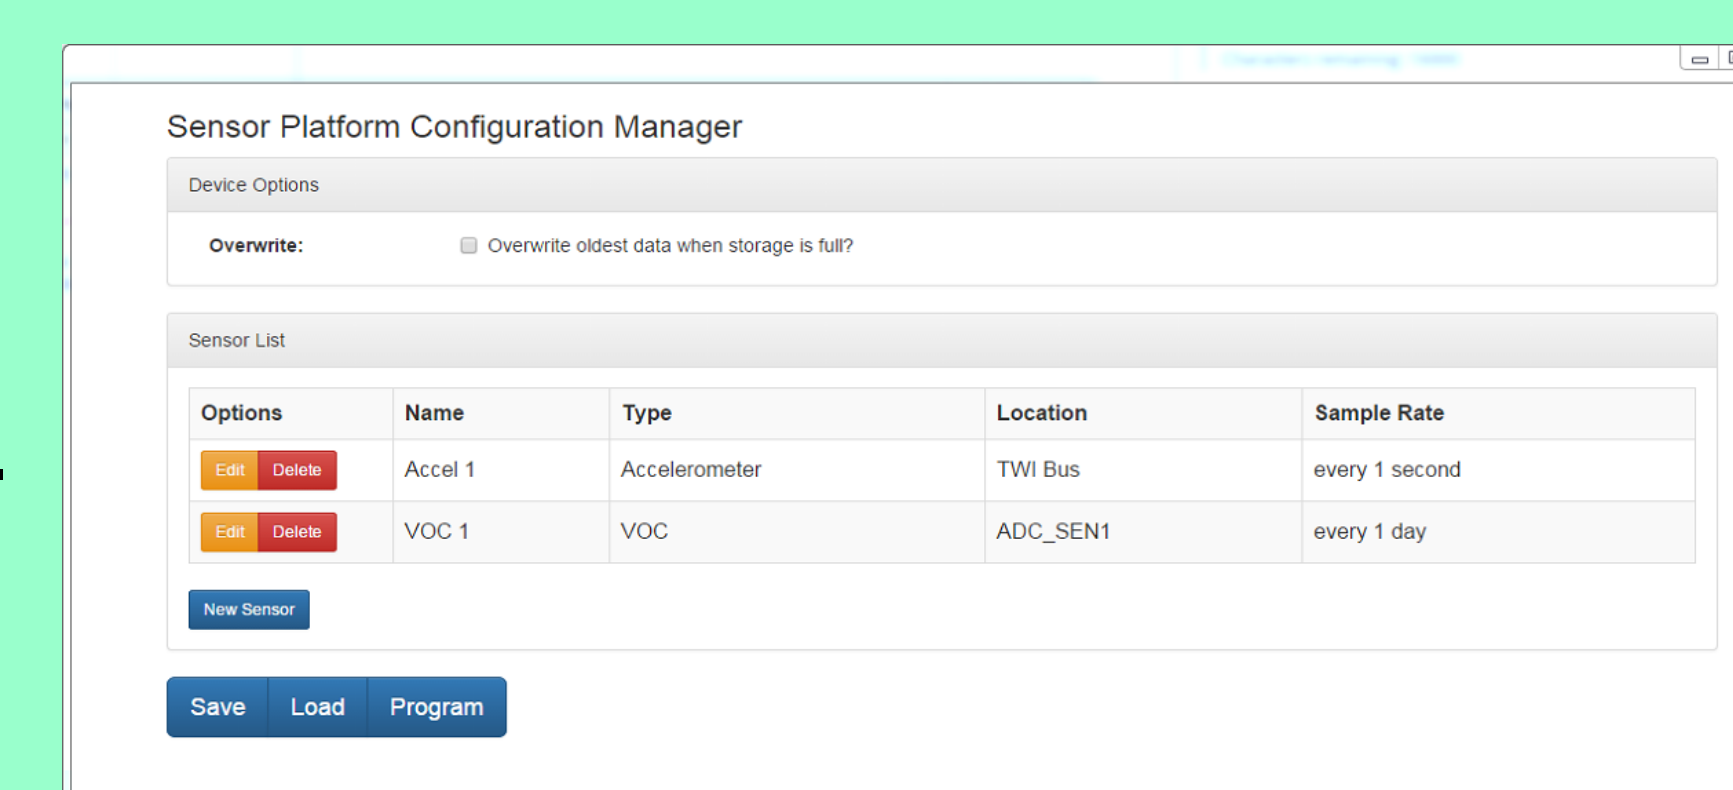 Sensor Platform Configuration Manager
Device Options
Overwrite: Overwrite oldest data when storage is full?
Sensor List
Options Name Type Location Sample Rate
Edit Delete Accel 1 Accelerometer TWI Bus every 1 second
Edit Delete VOC 1 VOC ADC_SEN1 every 1 day
New Sensor
Save Load Program